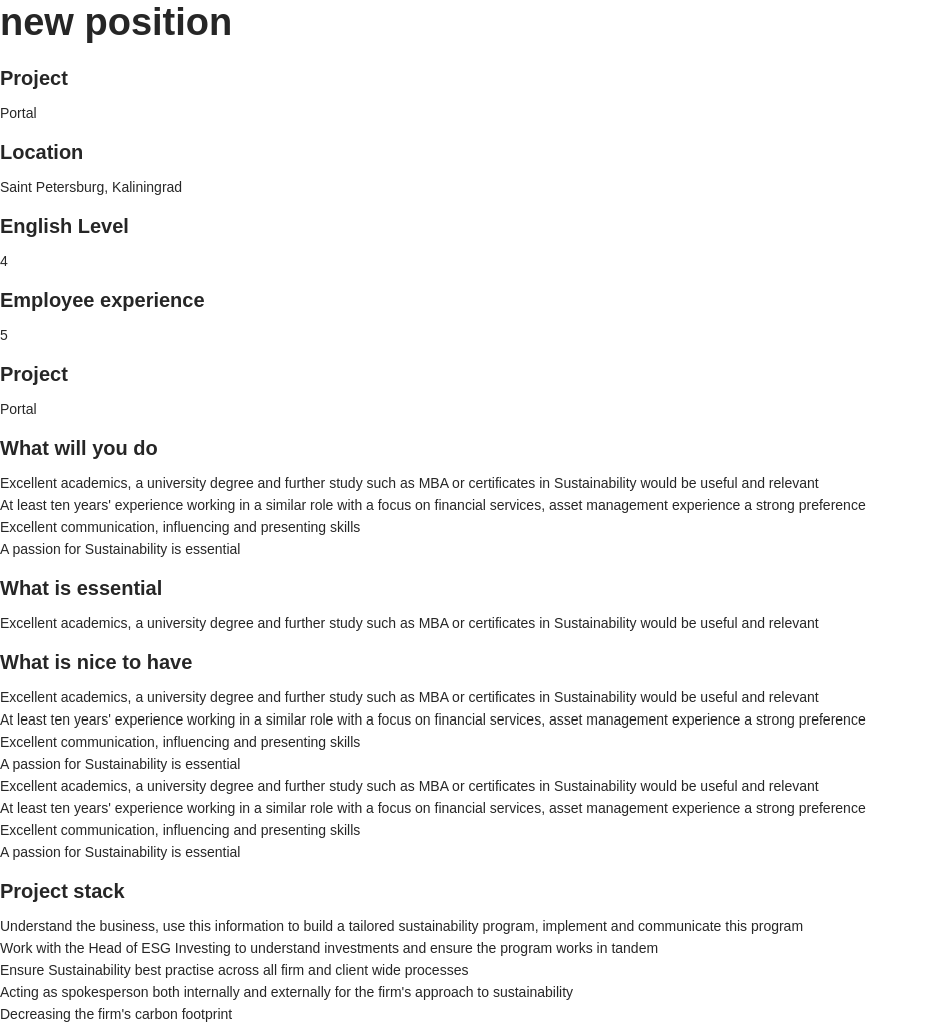 new position
Project
Portal
Location
Saint Petersburg, Kaliningrad
English Level
4
Employee experience
5
Project
Portal
What will you do
Excellent academics, a university degree and further study such as MBA or certificates in Sustainability would be useful and relevant
At least ten years' experience working in a similar role with a focus on financial services, asset management experience a strong preference
Excellent communication, influencing and presenting skills
A passion for Sustainability is essential
What is essential
Excellent academics, a university degree and further study such as MBA or certificates in Sustainability would be useful and relevant
What is nice to have
Excellent academics, a university degree and further study such as MBA or certificates in Sustainability would be useful and relevant
At least ten years' experience working in a similar role with a focus on financial services, asset management experience a strong preference
Excellent communication, influencing and presenting skills
A passion for Sustainability is essential
Excellent academics, a university degree and further study such as MBA or certificates in Sustainability would be useful and relevant
At least ten years' experience working in a similar role with a focus on financial services, asset management experience a strong preference
Excellent communication, influencing and presenting skills
A passion for Sustainability is essential
Project stack
Understand the business, use this information to build a tailored sustainability program, implement and communicate this program
Work with the Head of ESG Investing to understand investments and ensure the program works in tandem
Ensure Sustainability best practise across all firm and client wide processes
Acting as spokesperson both internally and externally for the firm's approach to sustainability
Decreasing the firm's carbon footprint